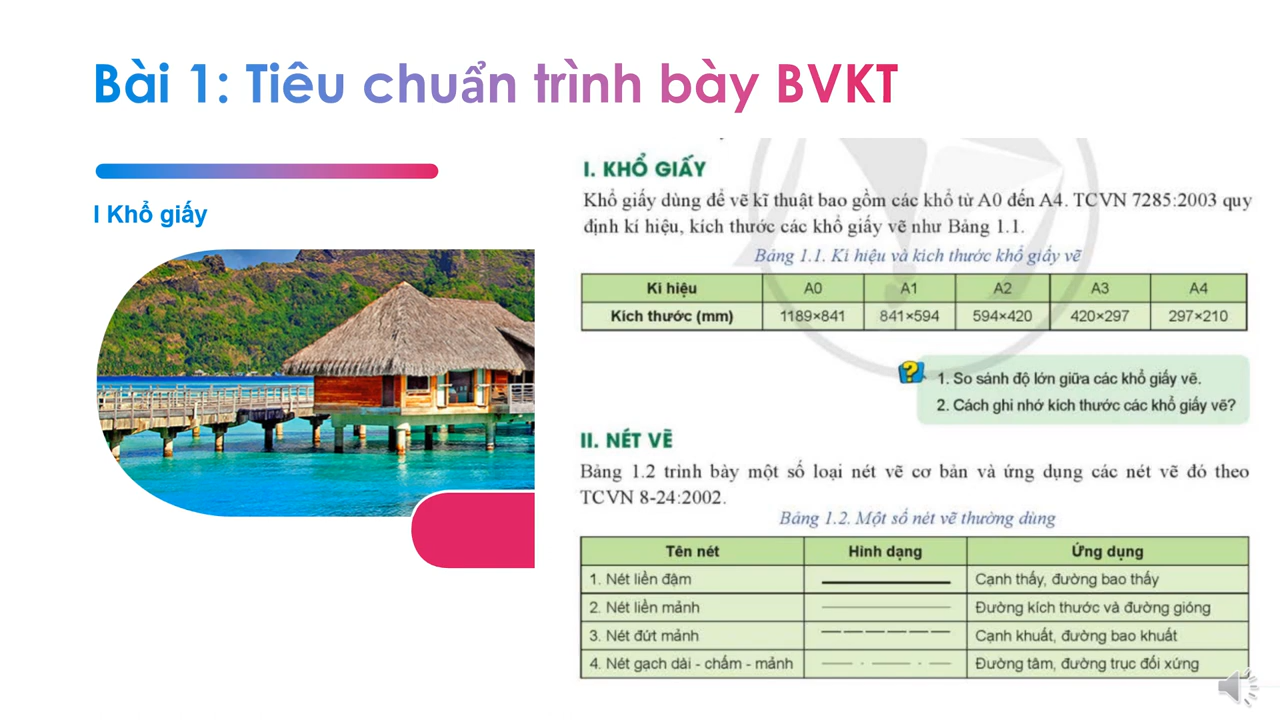 Bài 1: Tiêu chuẩn trình bày BVKT
I Khổ giấy
I. KHỔ GIẤY
Khổ giấy dùng để vẽ kĩ thuật bao gồm các khổ từ A0 đến A4. TCVN 7285:2003 quy
định kí hiệu, kích thước các khổ giấy vẽ như Bảng 1.1.
Bảng 1.1. Kí hiệu và kích thước khổ giấy vẽ
Kí hiệu A0 A1 A2 A3 A4
Kích thước (mm) 1189×841 841×594 594×420 420×297 297×210
1. So sánh độ lớn giữa các khổ giấy vẽ.
2. Cách ghi nhớ kích thước các khổ giấy vẽ?
II. NÉT VẼ
Bảng 1.2 trình bày một số loại nét vẽ cơ bản và ứng dụng các nét vẽ đó theo
TCVN 8-24:2002.
Bảng 1.2. Một số nét vẽ thường dùng
Tên nét Hình dạng Ứng dụng
1. Nét liền đậm Cạnh thấy, đường bao thấy
2. Nét liền mảnh Đường kích thước và đường gióng
3. Nét đứt mảnh Cạnh khuất, đường bao khuất
4. Nét gạch dài - chấm - mảnh Đường tâm, đường trục đối xứng